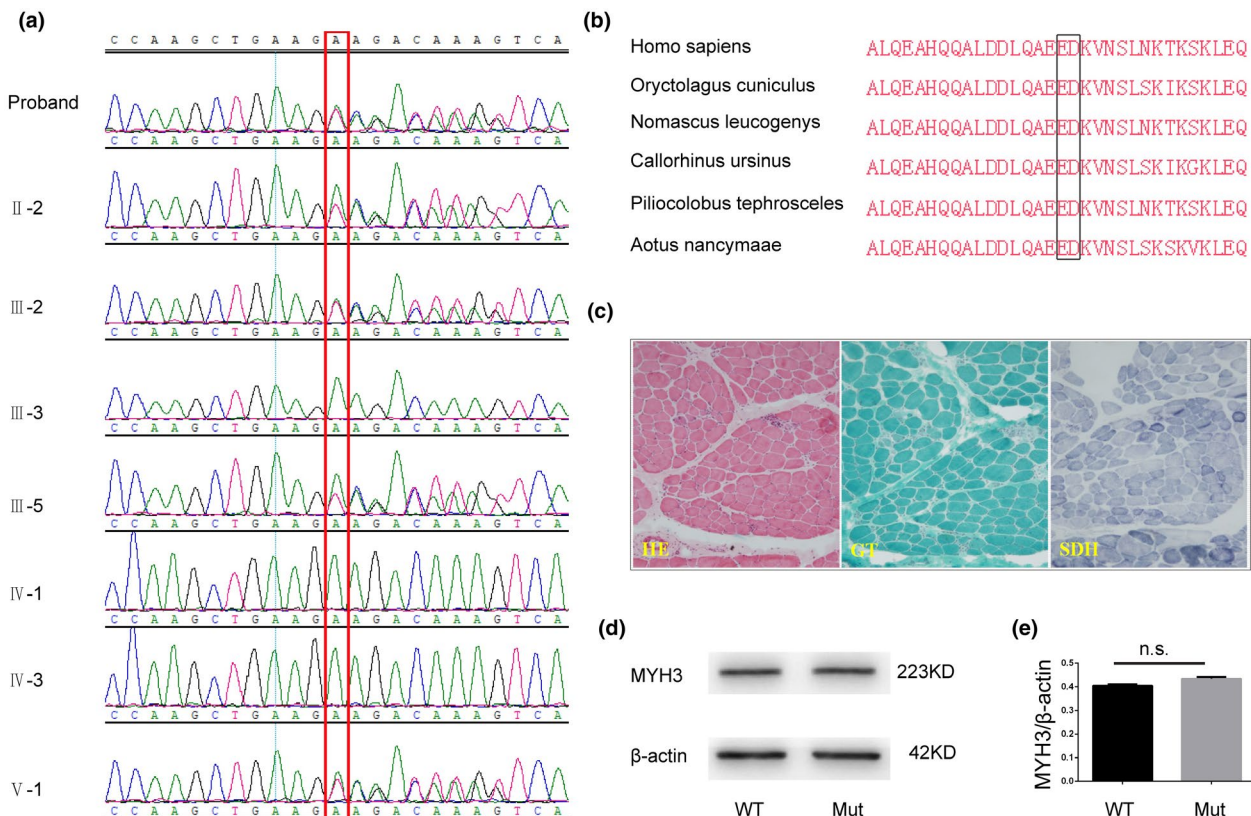 (a)
C C A A G C T G A A G A A G A C A A A G T C A
Proband
C C A A G C T G A A G A A G A C A A A G T C A
Ⅱ-2
C C A A G C T G A A G A A G A C A A A G T C A
Ⅲ-2
C C A A G C T G A A G A A G A C A A A G T C A
Ⅲ-3
C C A A G C T G A A G A A G A C A A A G T C A
Ⅲ-5
C C A A G C T G A A G A A G A C A A A G T C A
Ⅳ-1
C C A A G C T G A A G A A G A C A A A G T C A
Ⅳ-3
C C A A G C T G A A G A A G A C A A A G T C A
Ⅴ-1
C C A A G C T G A A G A A G A C A A A G T C A
(b)
Homo sapiens ALQEAHQQALDDLQAEEDKVNSLNKTKSKLEQ
Oryctolagus cuniculus ALQEAHQQALDDLQAEEDKVNSLSKIKSKLEQ
Nomascus leucogenys ALQEAHQQALDDLQAEEDKVNSLNKTKSKLEQ
Callorhinus ursinus ALQEAHQQALDDLQAEEDKVNSLSKIKGKLEQ
Piliocolobus tephrosceles ALQEAHQQALDDLQAEEDKVNSLNKTKSKLEQ
Aotus nancymaae ALQEAHQQALDDLQAEEDKVNSLSKSKVKLEQ
(c)
HE GT SDH
(d)
MYH3 223KD
β-actin 42KD
WT Mut
(e)
n.s.
MYH3/β-actin
0.5
0.4
0.3
0.2
0.1
0.0
WT Mut